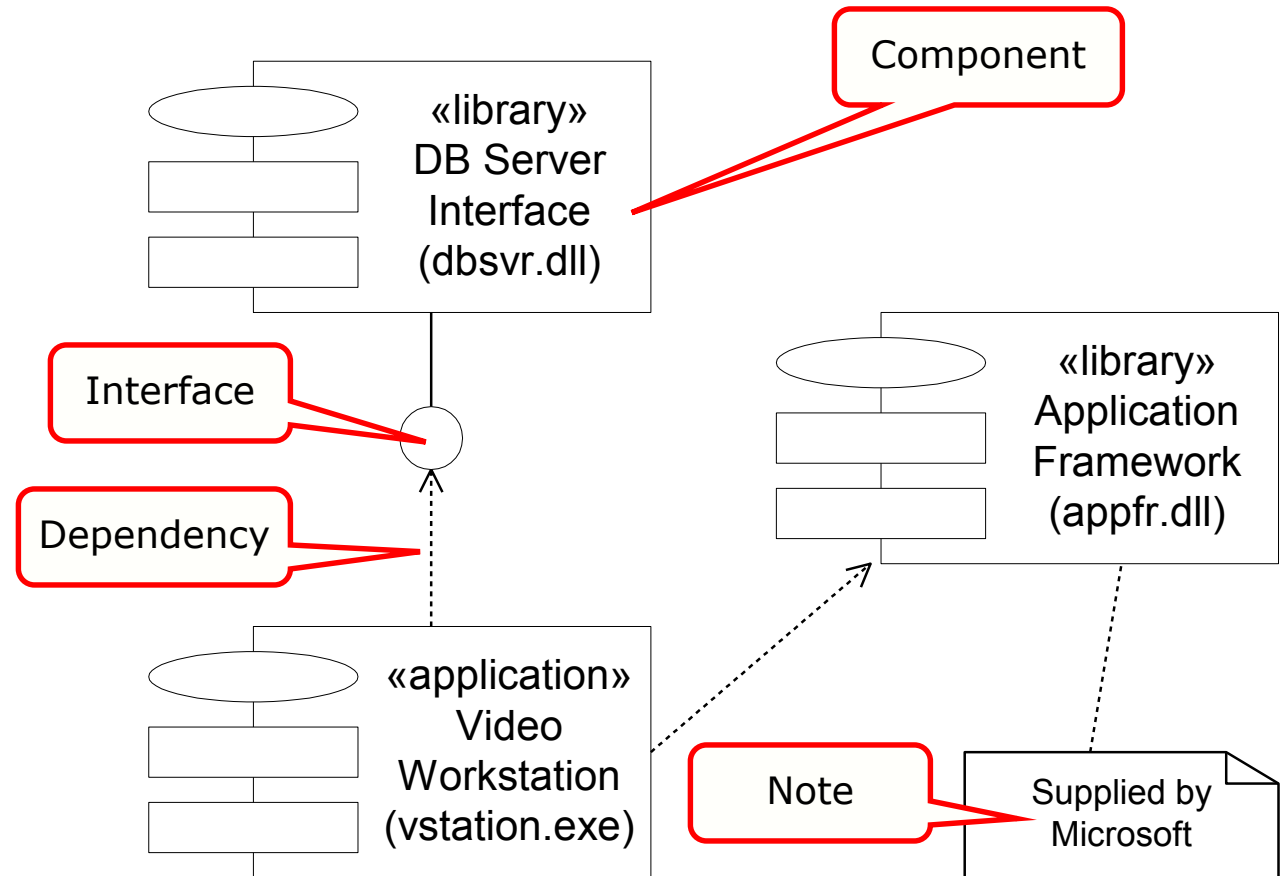 Component
«library»
DB Server
Interface
(dbsvr.dll)
Interface
«library»
Application
Framework
(appfr.dll)
Dependency
«application»
Video
Workstation
(vstation.exe)
Note
Supplied by
Microsoft